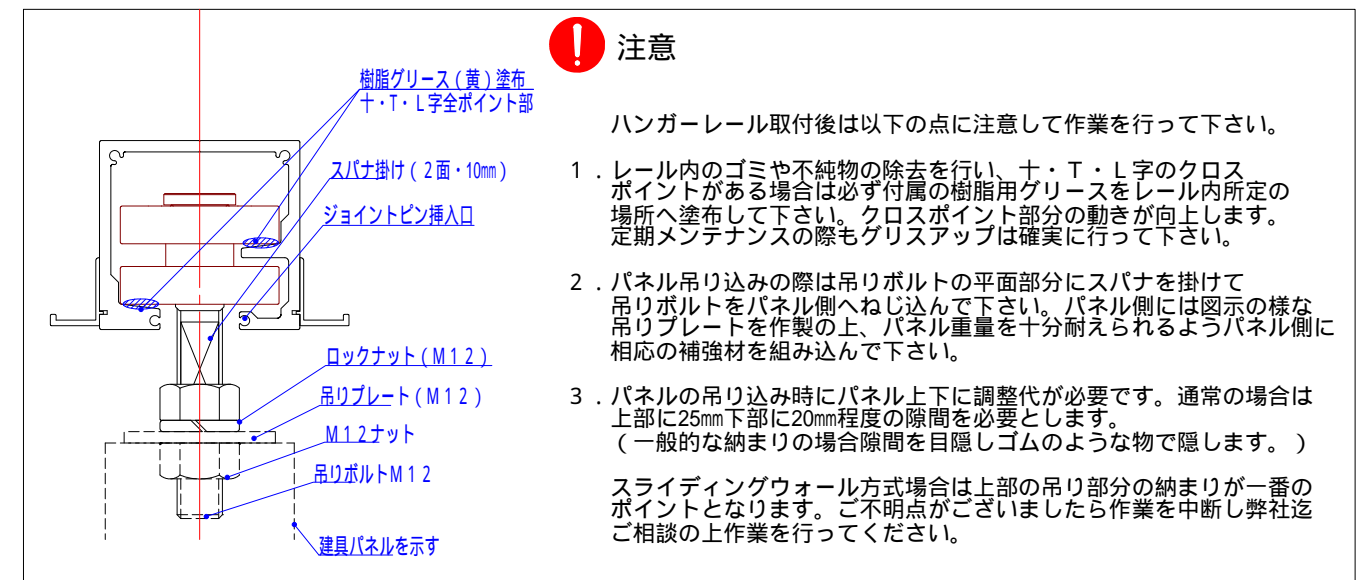 樹脂グリース(黄)塗布
十・T・L字全ポイント部
スパナ掛け(2面・10㎜)
ジョイントピン挿入口
ロックナット(M12)
吊りプレート(M12)
M12ナット
吊りボルトM12
建具パネルを示す
注意
ハンガーレール取付後は以下の点に注意して作業を行って下さい。
1.レール内のゴミや不純物の除去を行い、十・T・L字のクロス
ポイントがある場合は必ず付属の樹脂用グリースをレール内所定の
場所へ塗布して下さい。クロスポイント部分の動きが向上します。
定期メンテナンスの際もグリスアップは確実に行って下さい。
2.パネル吊り込みの際は吊りボルトの平面部分にスパナを掛けて
吊りボルトをパネル側へねじ込んで下さい。パネル側には図示の様な
吊りプレートを作製の上、パネル重量を十分耐えられるようパネル側に
相応の補強材を組み込んで下さい。
3.パネルの吊り込み時にパネル上下に調整代が必要です。通常の場合は
上部に25㎜下部に20㎜程度の隙間を必要とします。
(一般的な納まりの場合隙間を目隠しゴムのような物で隠します。)
スライディングウォール方式場合は上部の吊り部分の納まりが一番の
ポイントとなります。ご不明点がございましたら作業を中断し弊社迄
ご相談の上作業を行ってください。